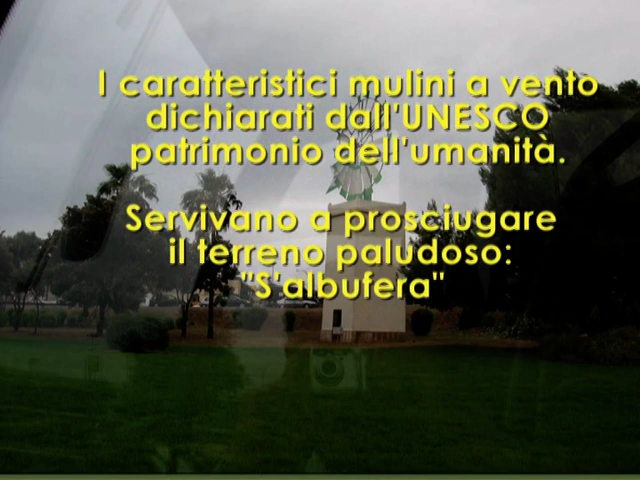 I caratteristici mulini a vento
dichiarati dall'UNESCO
patrimonio dell'umanità.
Servivano a prosciugare
il terreno paludoso:
"S'albufera"